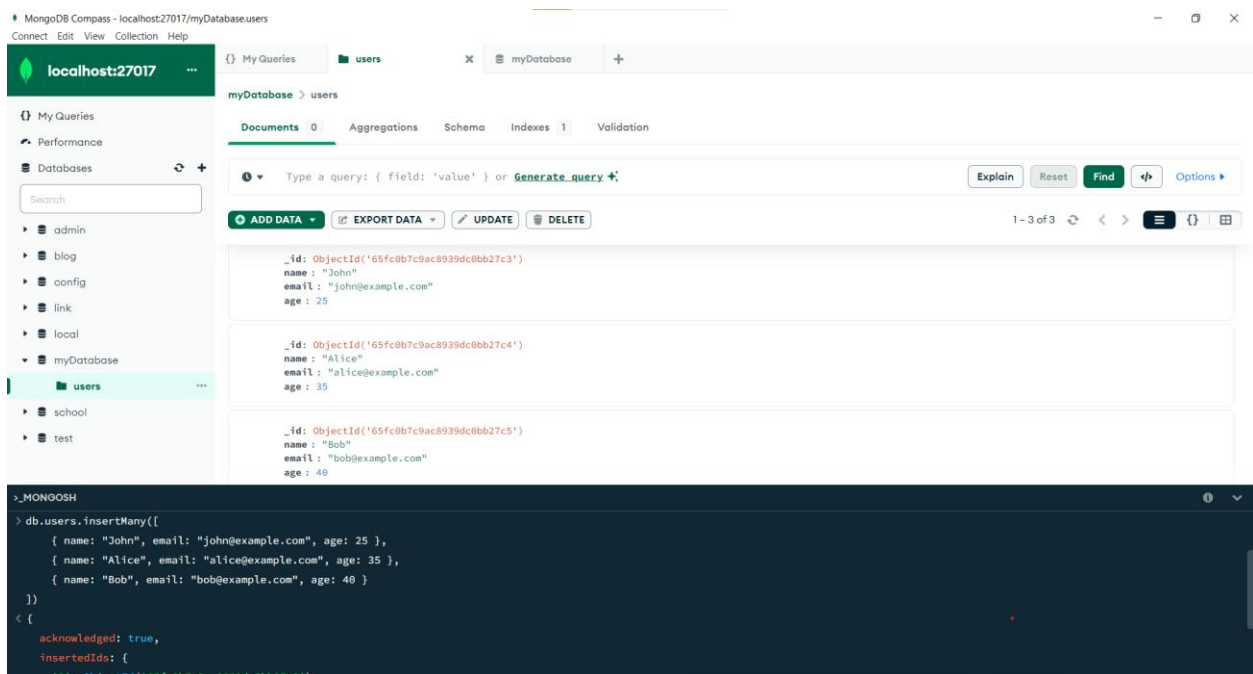 MongoDB Compass - localhost:27017/myDatabase.users
Connect Edit View Collection Help
localhost:27017 ...
{} My Queries
users
myDatabase
myDatabase > users
{} My Queries
Performance
Databases
Search
admin
blog
config
link
local
myDatabase
users ...
school
test
Documents 0 Aggregations Schema Indexes 1 Validation
Type a query: { field: 'value' } or Generate query
Explain Reset Find </> Options
ADD DATA EXPORT DATA UPDATE DELETE
1 – 3 of 3
{}
_id: ObjectId('65fc0b7c9ac8939dc0bb27c3')
name : "John"
email : "john@example.com"
age : 25
_id: ObjectId('65fc0b7c9ac8939dc0bb27c4')
name : "Alice"
email : "alice@example.com"
age : 35
_id: ObjectId('65fc0b7c9ac8939dc0bb27c5')
name : "Bob"
email : "bob@example.com"
age : 40
>_MONGOSH
> db.users.insertMany([
{ name: "John", email: "john@example.com", age: 25 },
{ name: "Alice", email: "alice@example.com", age: 35 },
{ name: "Bob", email: "bob@example.com", age: 40 }
])
< {
acknowledged: true,
insertedIds: {